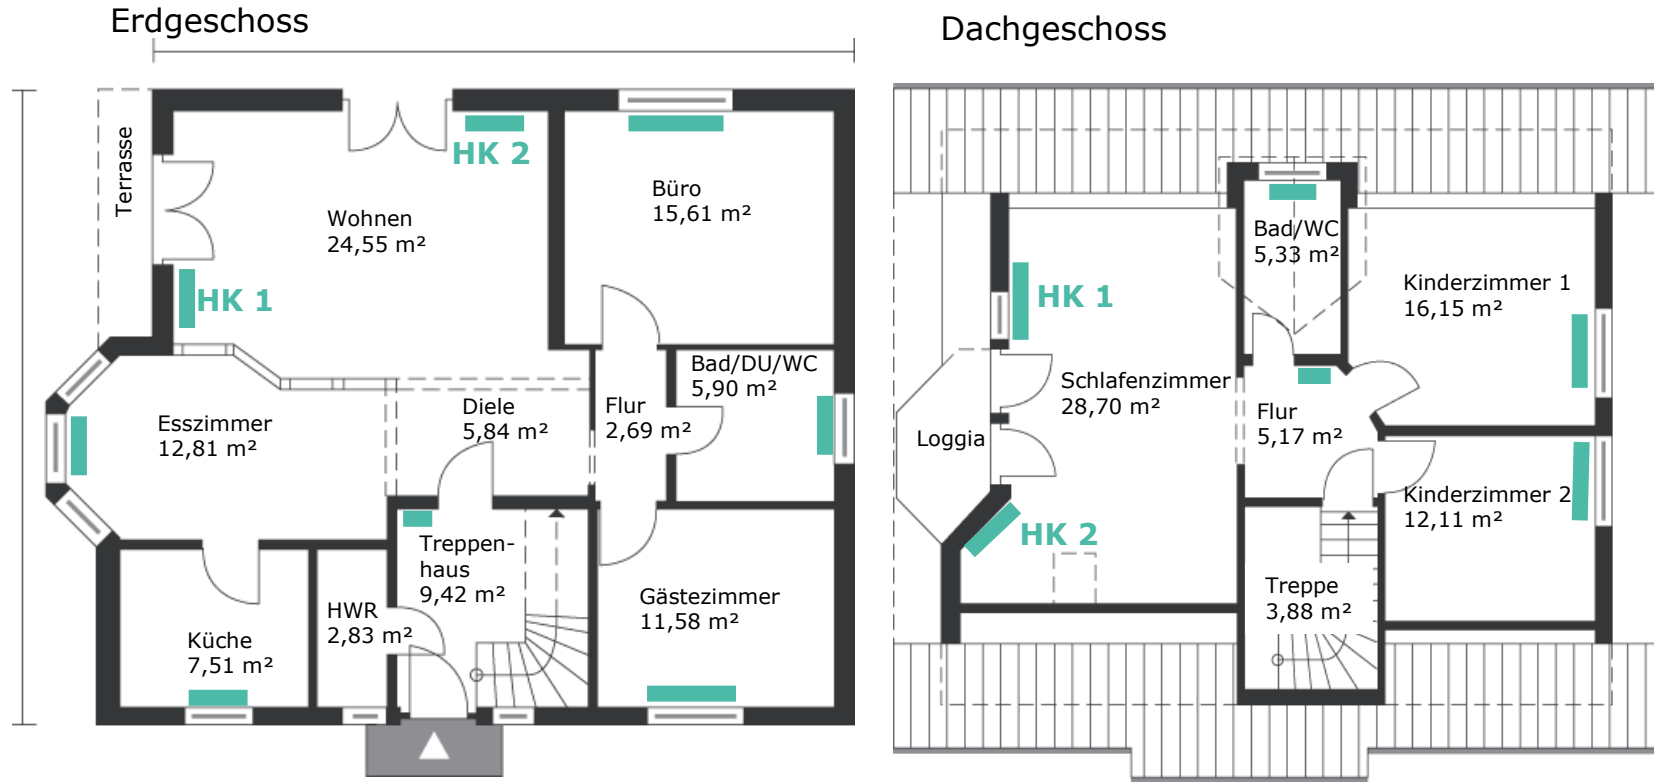 Erdgeschoss
Terrasse
HK 2
Wohnen
24,55 m²
HK 1
Büro
15,61 m²
Bad/DU/WC
5,90 m²
Esszimmer
12,81 m²
Diele
5,84 m²
Flur
2,69 m²
Treppen-
haus
9,42 m²
Küche
7,51 m²
HWR
2,83 m²
Gästezimmer
11,58 m²
Dachgeschoss
Bad/WC
5,33 m²
HK 1
Kinderzimmer 1
16,15 m²
Schlafenzimmer
28,70 m²
Flur
5,17 m²
Loggia
Kinderzimmer 2
12,11 m²
HK 2
Treppe
3,88 m²